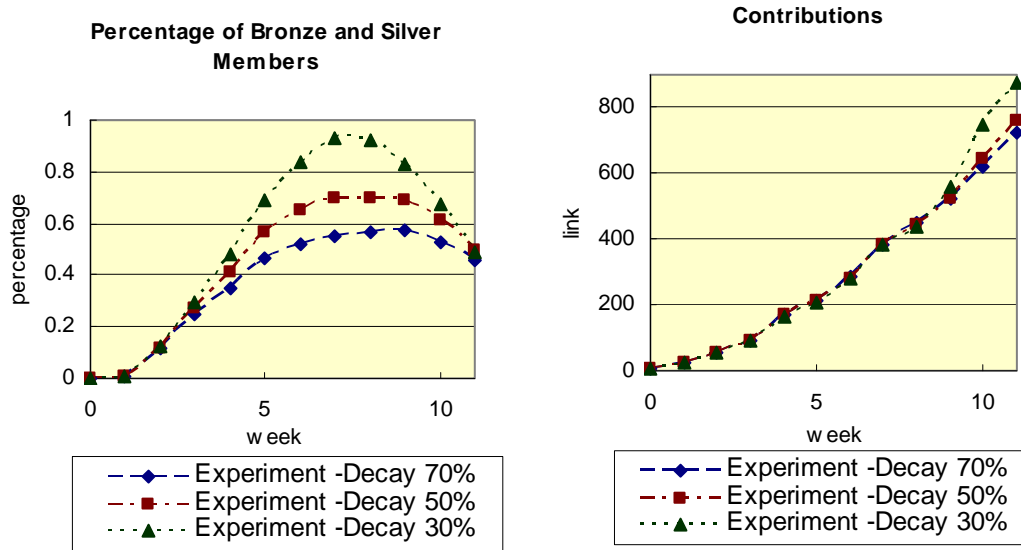 Percentage of Bronze and Silver
Members
1
0.8
0.6
0.4
0.2
0
percentage
0 5 10
week
Experiment -Decay 70%
Experiment -Decay 50%
Experiment -Decay 30%
Contributions
800
600
400
200
0
link
0 5 10
week
Experiment -Decay 70%
Experiment -Decay 50%
Experiment -Decay 30%